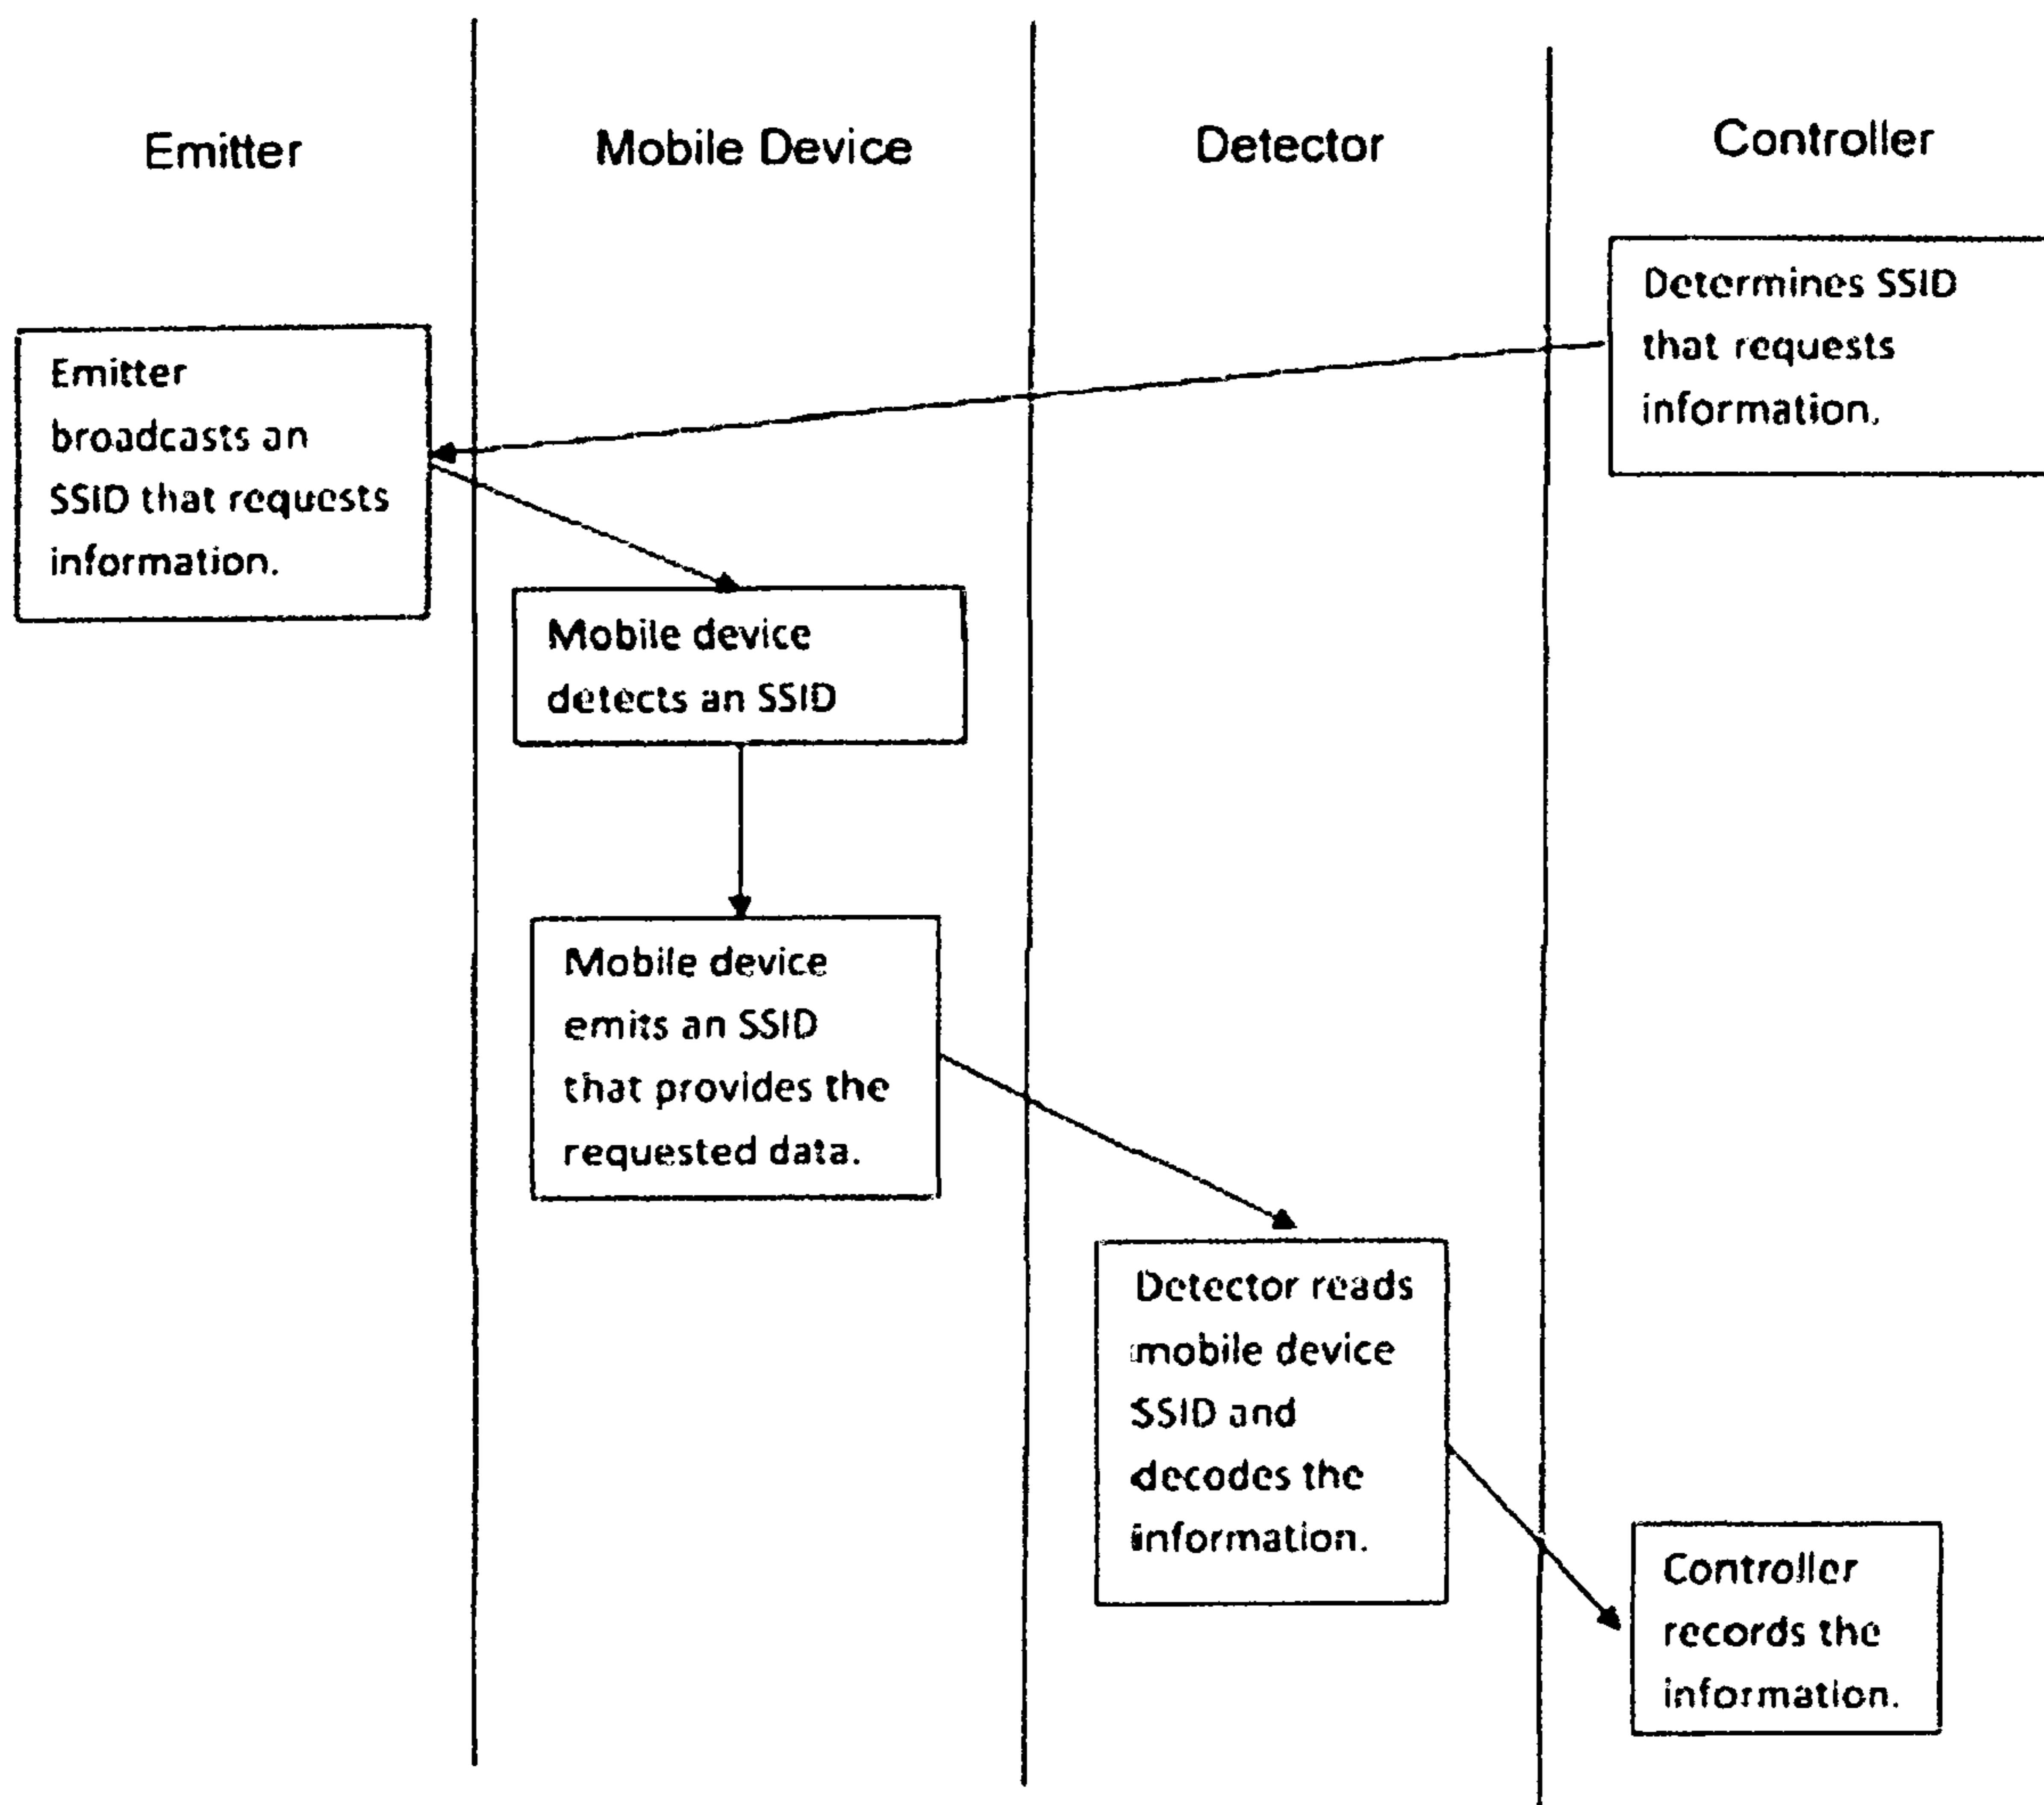 Emitter
Mobile Device
Detector
Controller
Determines SSID
that requests
information.
Emitter
broadcasts an
SSID that requests
information.
Mobile device
detects an SSID
Mobile device
emits an SSID
that provides the
requested data.
Detector reads
mobile device
SSID and
decodes the
information.
Controller
records the
information.